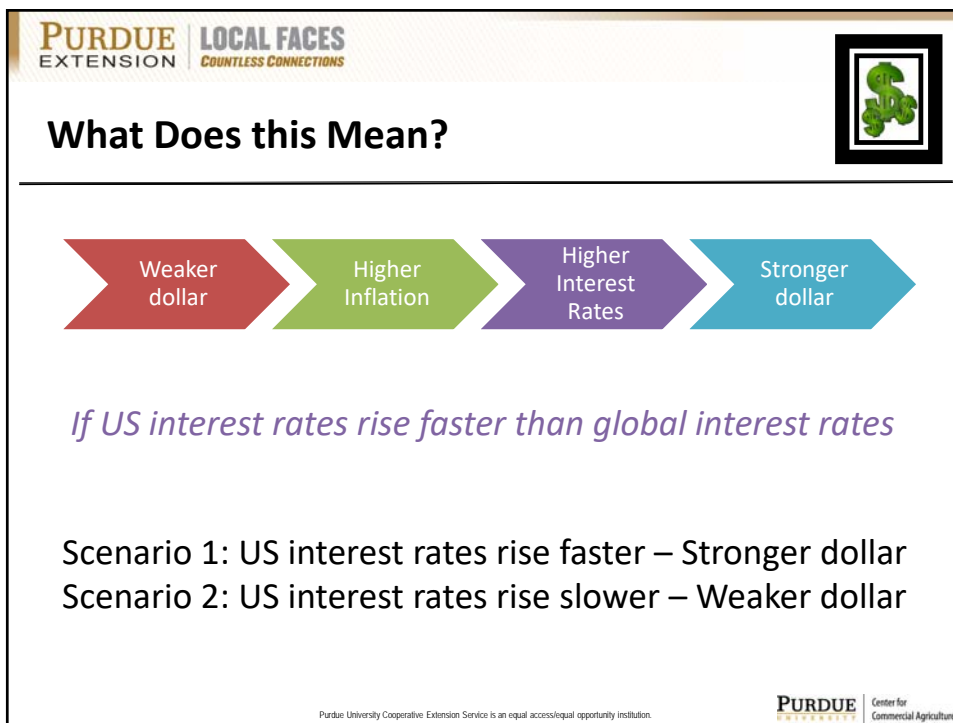 PURDUE
EXTENSION
LOCAL FACES
COUNTLESS CONNECTIONS
What Does this Mean?
Weaker
dollar
Higher
Inflation
Higher
Interest
Rates
Stronger
dollar
If US interest rates rise faster than global interest rates
Scenario 1: US interest rates rise faster – Stronger dollar
Scenario 2: US interest rates rise slower – Weaker dollar
Purdue University Cooperative Extension Service is an equal access/equal opportunity institution.
PURDUE
UNIVERSITY
Center for
Commercial Agriculture